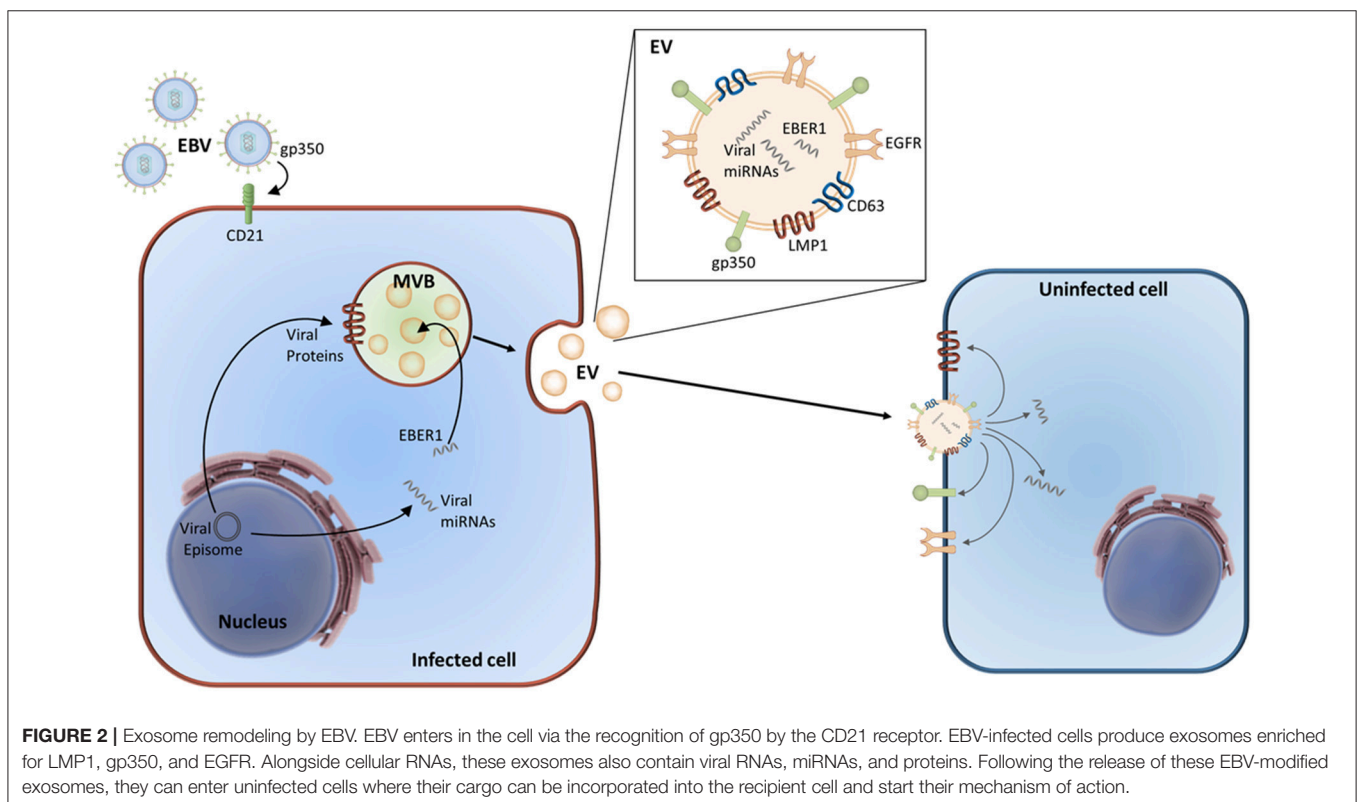 EV
EBV
gp350
CD21
EBER1
Viral
miRNAs
EGFR
CD63
LMP1
gp350
MVB
Viral
Proteins
EV
EBER1
Viral
miRNAs
Viral
Episome
Nucleus
Infected cell
Uninfected cell
FIGURE 2 | Exosome remodeling by EBV. EBV enters in the cell via the recognition of gp350 by the CD21 receptor. EBV-infected cells produce exosomes enriched
for LMP1, gp350, and EGFR. Alongside cellular RNAs, these exosomes also contain viral RNAs, miRNAs, and proteins. Following the release of these EBV-modified
exosomes, they can enter uninfected cells where their cargo can be incorporated into the recipient cell and start their mechanism of action.